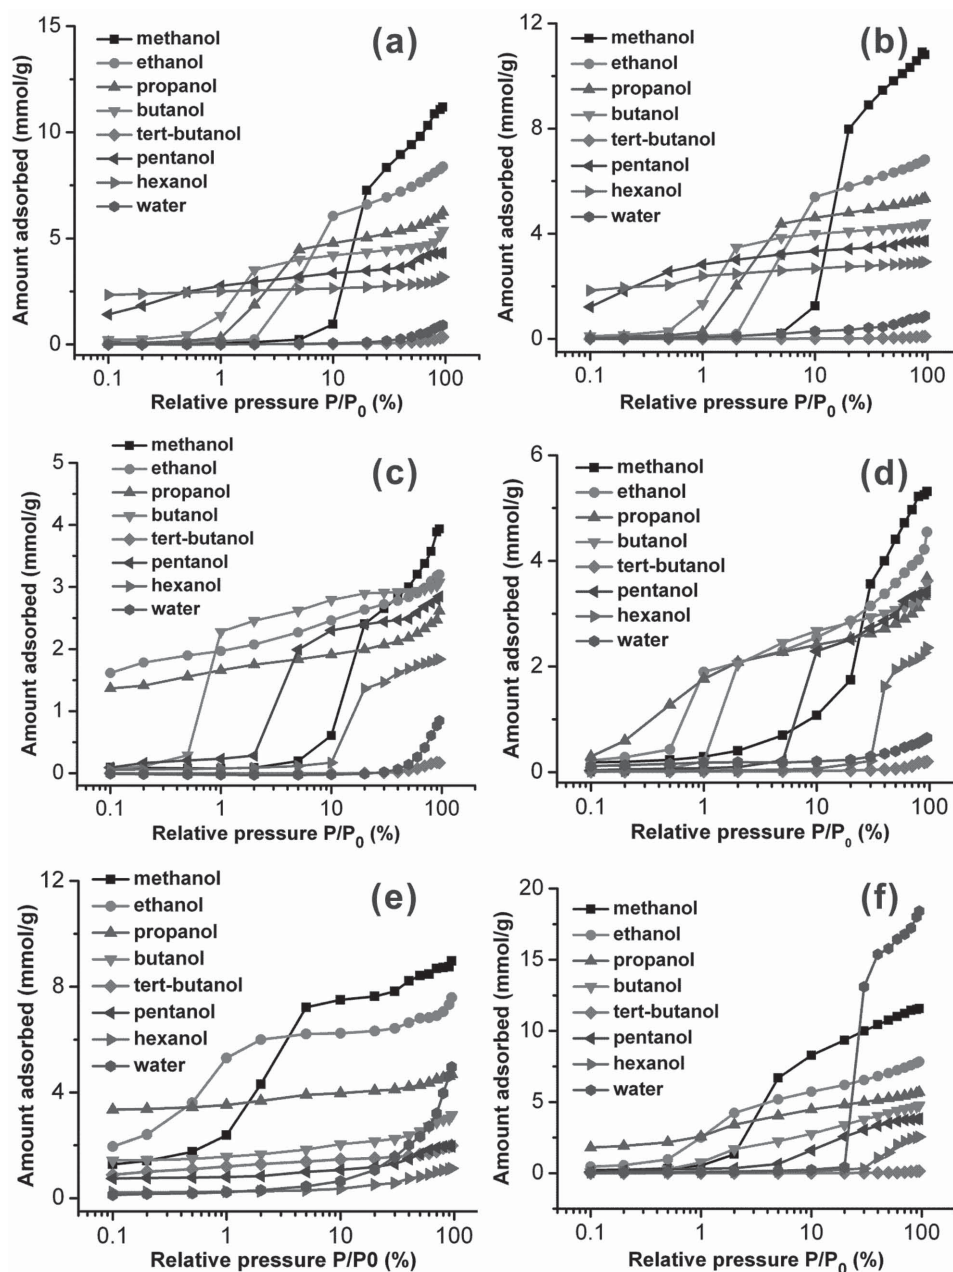 (a)
methanol
ethanol
propanol
butanol
tert-butanol
pentanol
hexanol
water
15
10
5
0
Amount adsorbed (mmol/g)
0.1 1 10 100
Relative pressure P/P0 (%)
(b)
methanol
ethanol
propanol
butanol
tert-butanol
pentanol
hexanol
water
12
8
4
0
Amount adsorbed (mmol/g)
0.1 1 10 100
Relative pressure P/P0 (%)
(c)
methanol
ethanol
propanol
butanol
tert-butanol
pentanol
hexanol
water
5
4
3
2
1
0
Amount adsorbed (mmol/g)
0.1 1 10 100
Relative pressure P/P0 (%)
(d)
methanol
ethanol
propanol
butanol
tert-butanol
pentanol
hexanol
water
6
4
2
0
Amount adsorbed (mmol/g)
0.1 1 10 100
Relative pressure P/P0 (%)
(e)
methanol
ethanol
propanol
butanol
tert-butanol
pentanol
hexanol
water
12
8
4
0
Amount adsorbed (mmol/g)
0.1 1 10 100
Relative pressure P/P0 (%)
(f)
methanol
ethanol
propanol
butanol
tert-butanol
pentanol
hexanol
water
20
15
10
5
0
Amount adsorbed (mmol/g)
0.1 1 10 100
Relative pressure P/P0 (%)